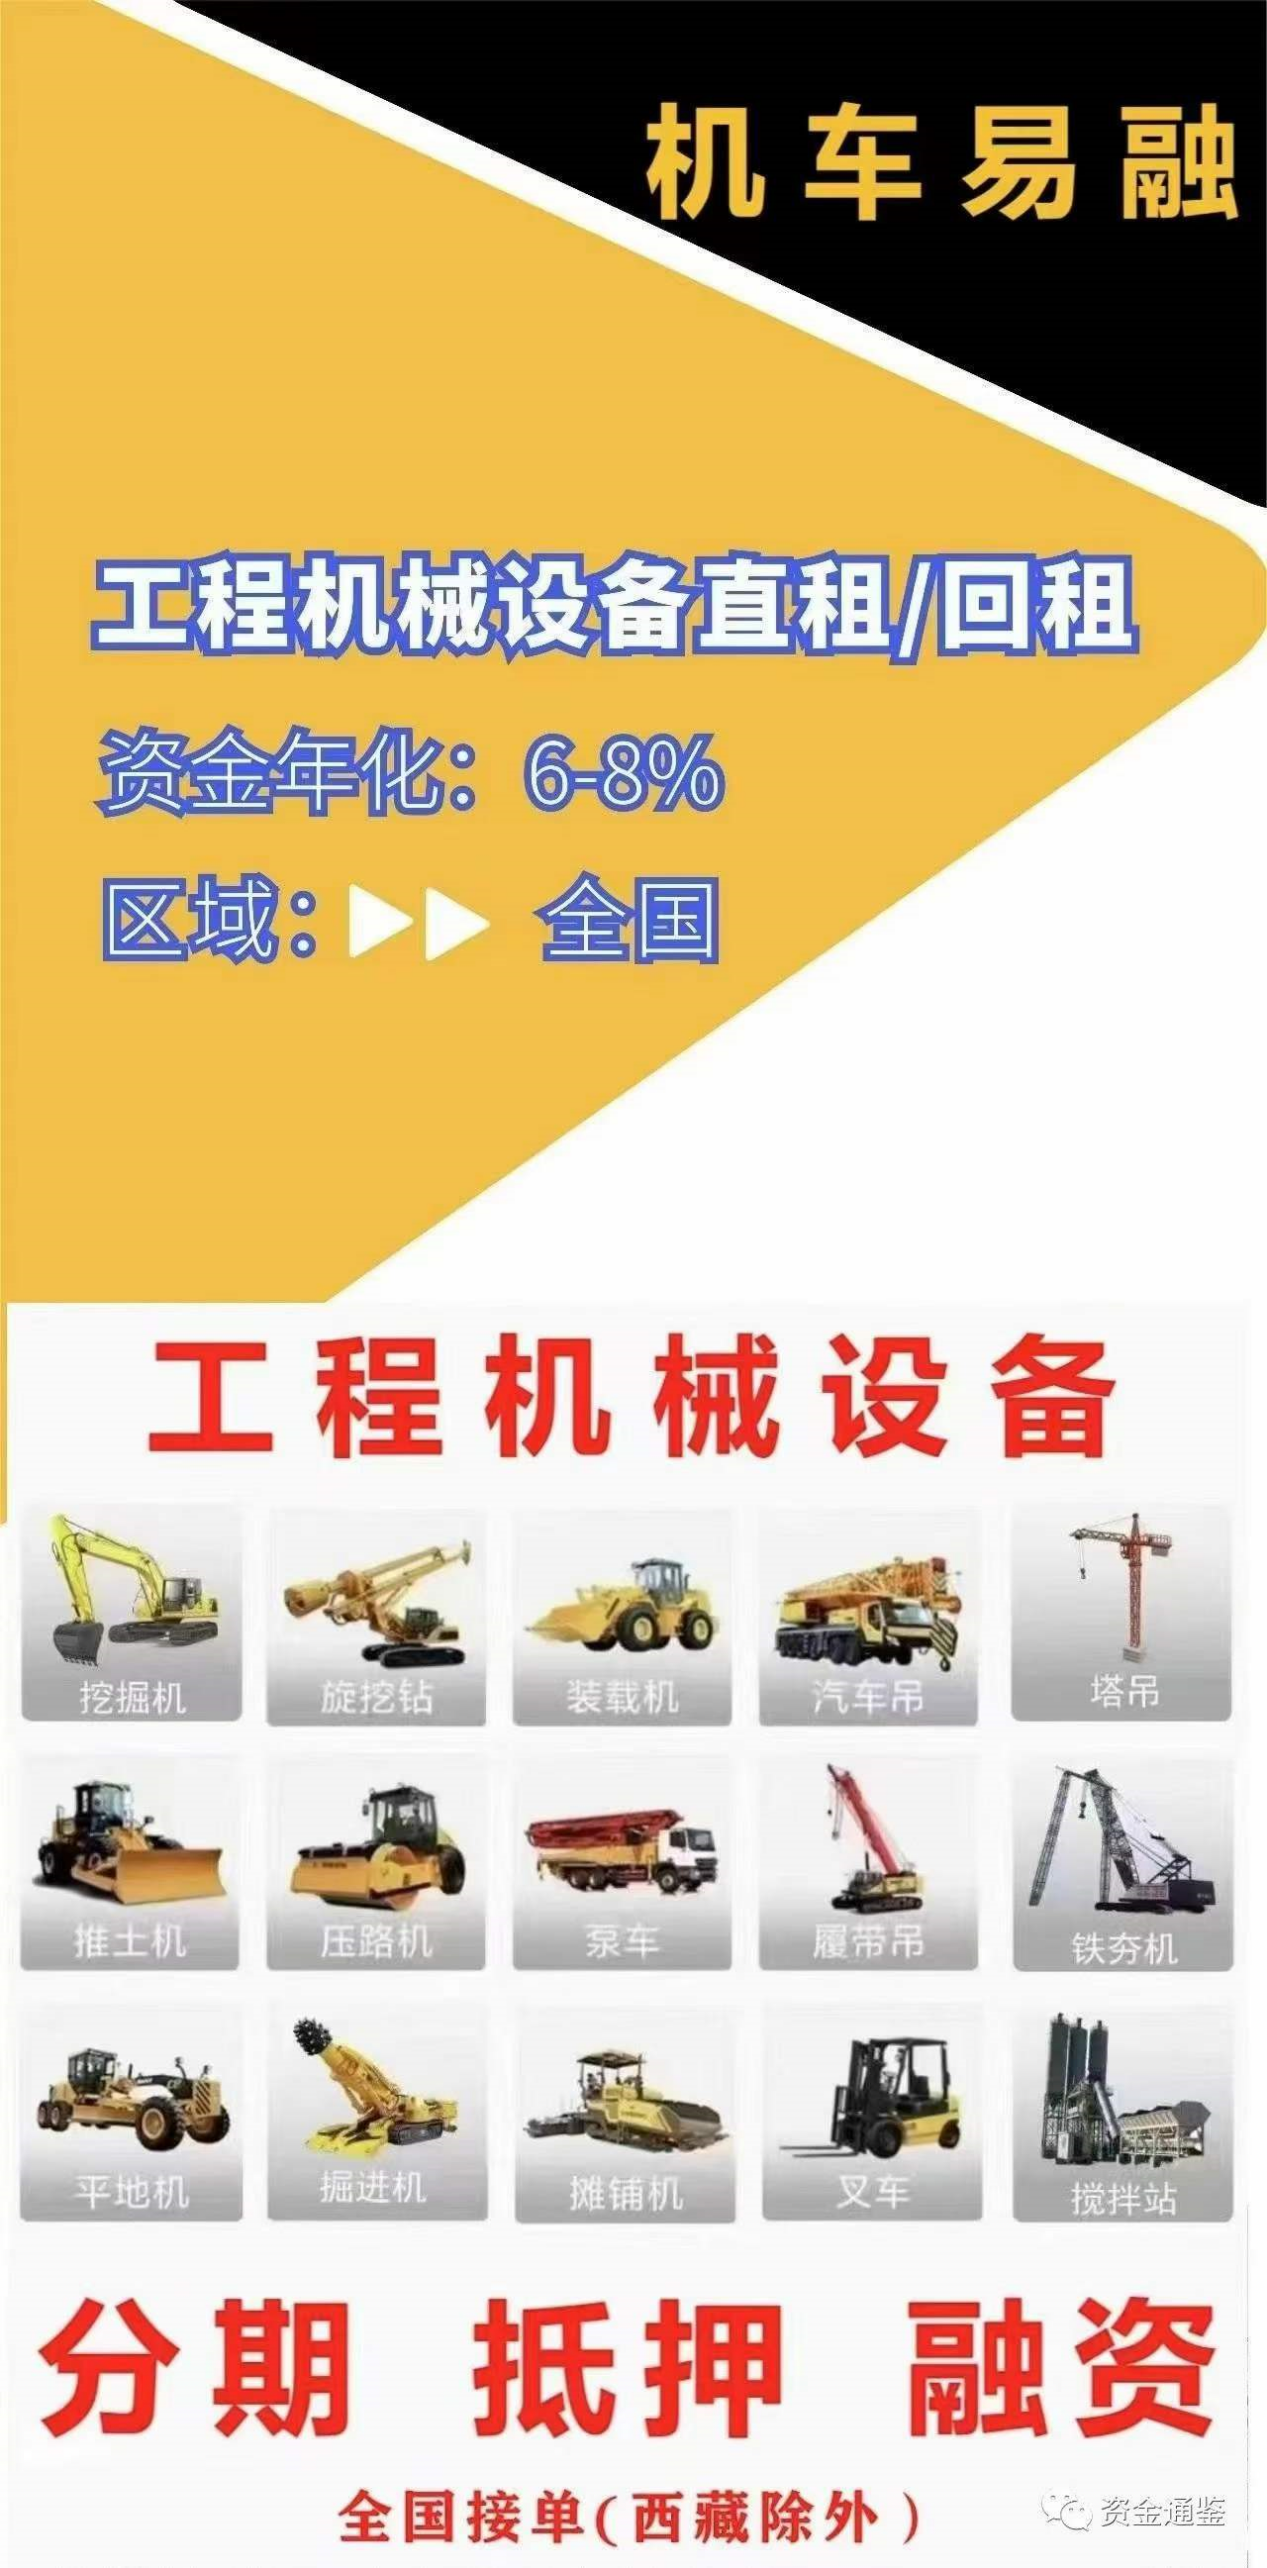 机车易融
工程机械设备直租/回租
资金年化：6-8%
区域： 全国
工程机械设备
挖掘机 旋挖钻 装载机 汽车吊 塔吊
推土机 压路机 泵车 履带吊 铁夯机
平地机 掘进机 摊铺机 叉车 搅拌站
分期 抵押 融资
全国接单(西藏除外)
资金通鉴